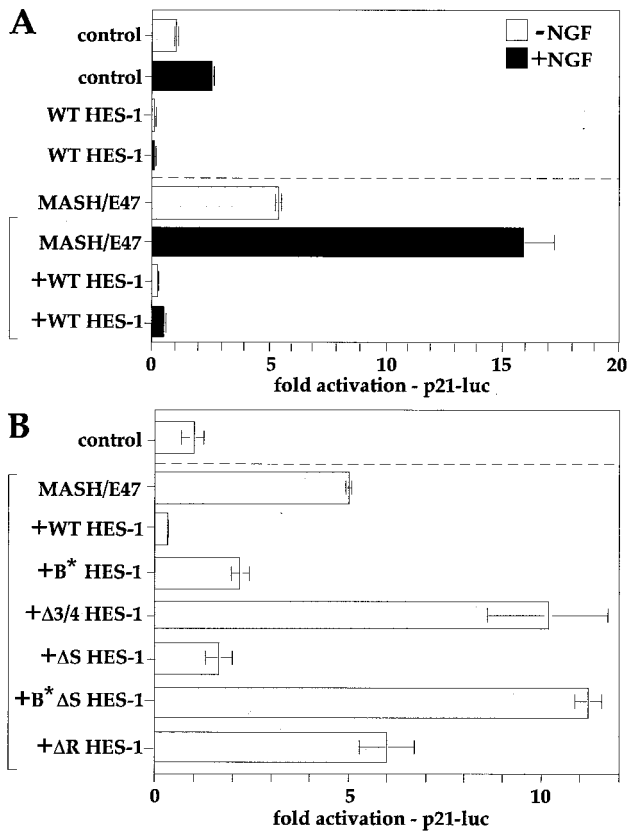 A
-NGF
+NGF
control
control
WT HES-1
WT HES-1
MASH/E47
MASH/E47
+WT HES-1
+WT HES-1
0 5 10 15 20
fold activation - p21-luc
B
control
MASH/E47
+WT HES-1
+B* HES-1
+Δ3/4 HES-1
+ΔS HES-1
+B* ΔS HES-1
+ΔR HES-1
0 5 10
fold activation - p21-luc